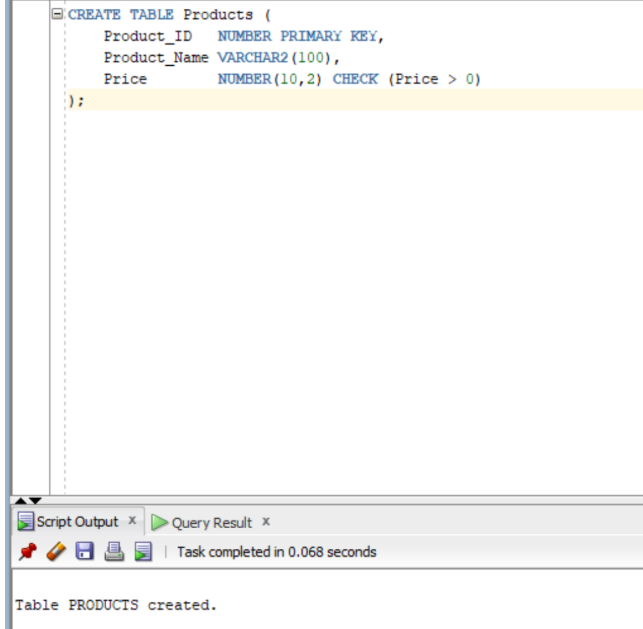 CREATE TABLE Products (
    Product_ID   NUMBER PRIMARY KEY,
    Product_Name VARCHAR2(100),
    Price        NUMBER(10,2) CHECK (Price > 0)
);
Script Output x Query Result x
Task completed in 0.068 seconds
Table PRODUCTS created.